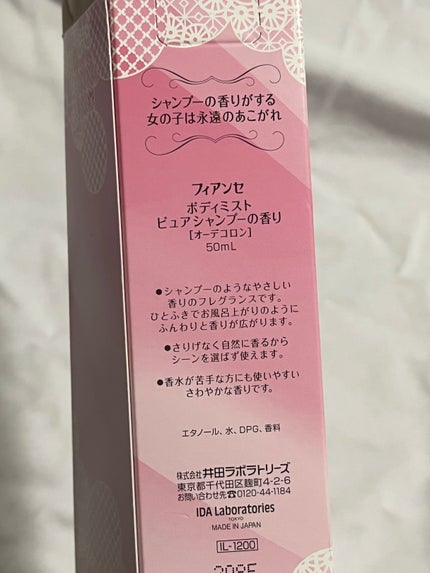 シャンプーの香りがする
女の子は永遠のあこがれ
フィアンセ
ボディミスト
ピュアシャンプーの香り
[オーデコロン]
50mL
●シャンプーのようなやさしい
香りのフレグランスです。
ひとふきでお風呂上がりのように
ふんわりと香りが広がります。
●さりげなく自然に香るから
シーンを選ばず使えます。
●香水が苦手な方にも使いやすい
さわやかな香りです。
エタノール、水、DPG、香料
株式会社井田ラボラトリーズ
東京都千代田区麹町4-2-6
お問い合わせ先☎0120-44-1184
IDA Laboratories
TOKYO
MADE IN JAPAN
IL-1200